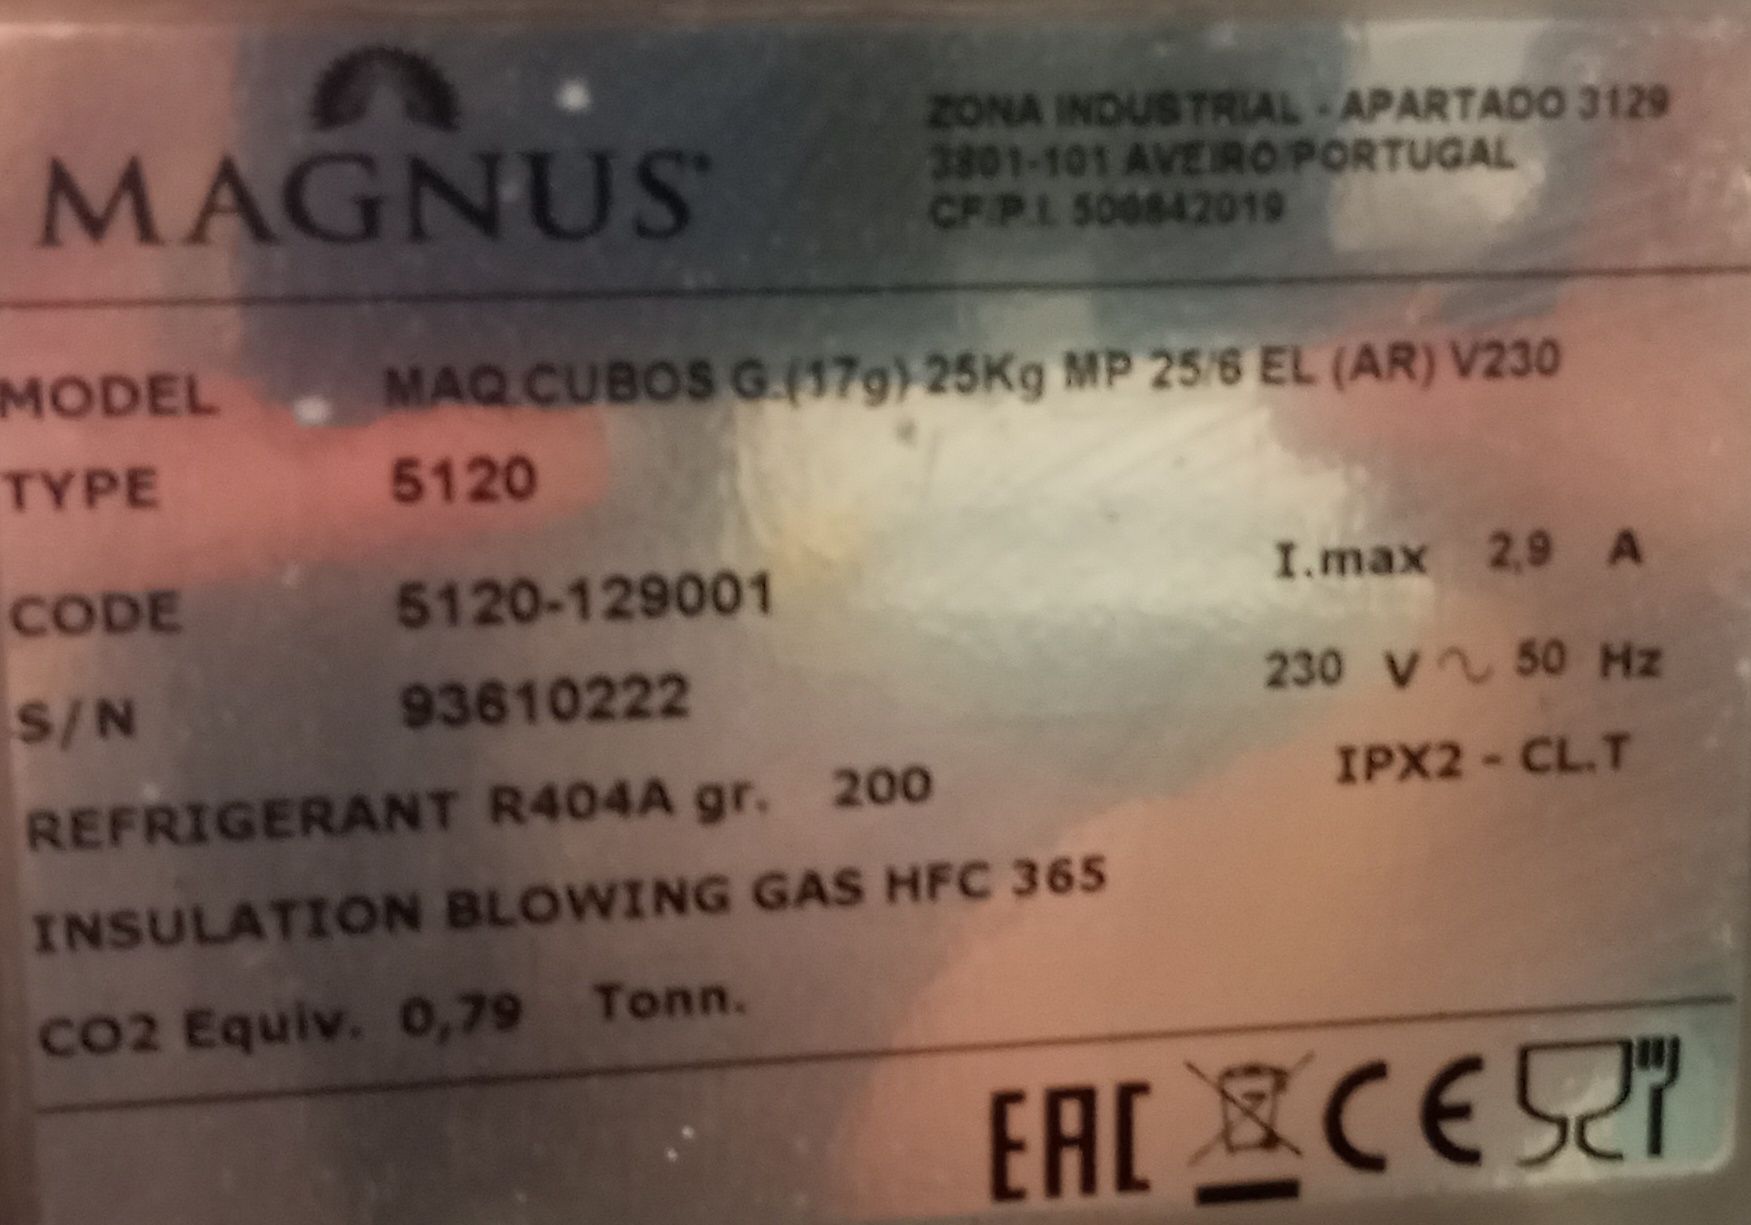 MAGNUS
ZONA INDUSTRIAL - APARTADO 3129
3801-101 AVEIRO/PORTUGAL
CF/P.I. 506642019
MODEL MAQ.CUBOS G.(17g) 25Kg MP 25/6 EL (AR) V230
TYPE 5120
I.max 2,9 A
CODE 5120-129001
230 V ~ 50 Hz
S/N 93610222
IPX2 - CL.T
REFRIGERANT R404A gr. 200
INSULATION BLOWING GAS HFC 365
CO2 Equiv. 0,79 Tonn.
EAC CE